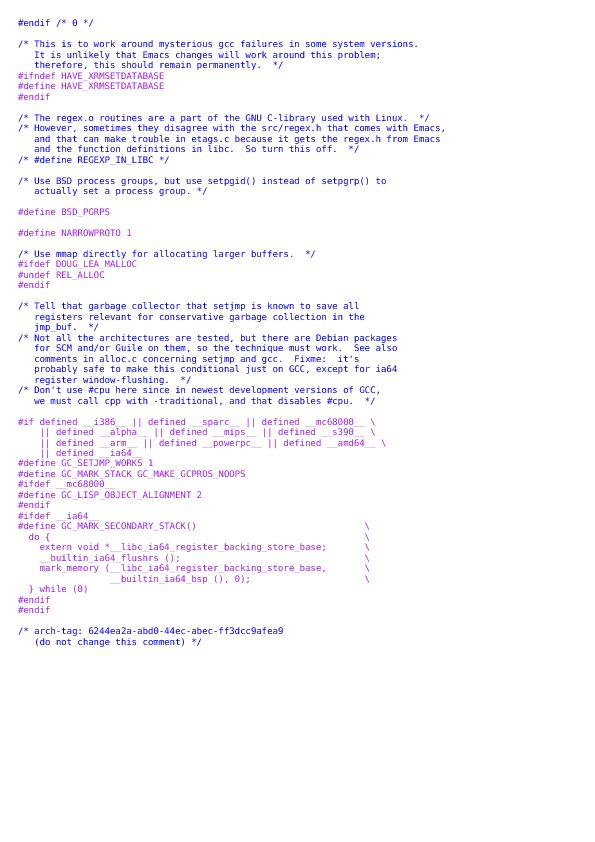 #endif /* 0 */

/* This is to work around mysterious gcc failures in some system versions.
   It is unlikely that Emacs changes will work around this problem;
   therefore, this should remain permanently.  */
#ifndef HAVE_XRMSETDATABASE
#define HAVE_XRMSETDATABASE
#endif

/* The regex.o routines are a part of the GNU C-library used with Linux.  */
/* However, sometimes they disagree with the src/regex.h that comes with Emacs,
   and that can make trouble in etags.c because it gets the regex.h from Emacs
   and the function definitions in libc.  So turn this off.  */
/* #define REGEXP_IN_LIBC */

/* Use BSD process groups, but use setpgid() instead of setpgrp() to
   actually set a process group. */

#define BSD_PGRPS

#define NARROWPROTO 1

/* Use mmap directly for allocating larger buffers.  */
#ifdef DOUG_LEA_MALLOC
#undef REL_ALLOC
#endif

/* Tell that garbage collector that setjmp is known to save all
   registers relevant for conservative garbage collection in the
   jmp_buf.  */
/* Not all the architectures are tested, but there are Debian packages
   for SCM and/or Guile on them, so the technique must work.  See also
   comments in alloc.c concerning setjmp and gcc.  Fixme:  it's
   probably safe to make this conditional just on GCC, except for ia64
   register window-flushing.  */
/* Don't use #cpu here since in newest development versions of GCC,
   we must call cpp with -traditional, and that disables #cpu.  */

#if defined __i386__ || defined __sparc__ || defined __mc68000__ \
    || defined __alpha__ || defined __mips__ || defined __s390__ \
    || defined __arm__ || defined __powerpc__ || defined __amd64__ \
    || defined __ia64__
#define GC_SETJMP_WORKS 1
#define GC_MARK_STACK GC_MAKE_GCPROS_NOOPS
#ifdef __mc68000__
#define GC_LISP_OBJECT_ALIGNMENT 2
#endif
#ifdef __ia64__
#define GC_MARK_SECONDARY_STACK()                               \
  do {                                                          \
    extern void *__libc_ia64_register_backing_store_base;       \
    __builtin_ia64_flushrs ();                                  \
    mark_memory (__libc_ia64_register_backing_store_base,       \
                 __builtin_ia64_bsp (), 0);                     \
  } while (0)
#endif
#endif

/* arch-tag: 6244ea2a-abd0-44ec-abec-ff3dcc9afea9
   (do not change this comment) */